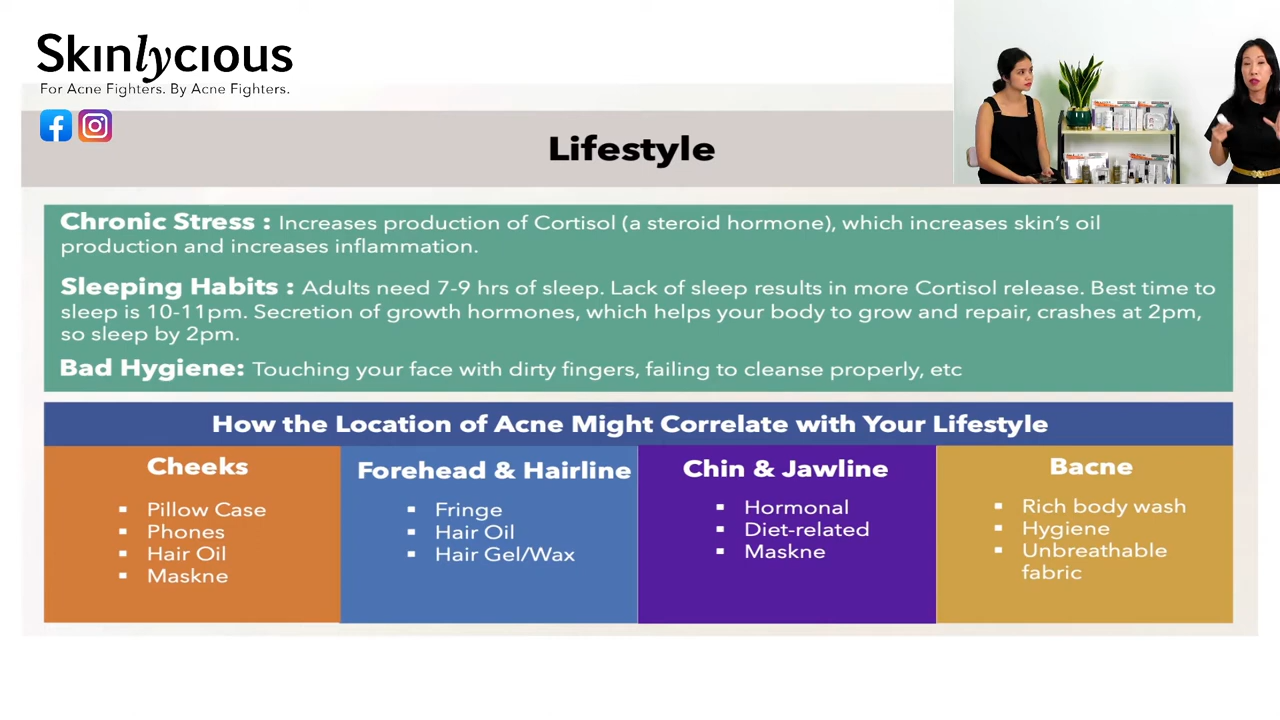 Skinlycious
For Acne Fighters. By Acne Fighters.
Lifestyle
Chronic Stress : Increases production of Cortisol (a steroid hormone), which increases skin's oil
production and increases inflammation.
Sleeping Habits : Adults need 7-9 hrs of sleep. Lack of sleep results in more Cortisol release. Best time to
sleep is 10-11pm. Secretion of growth hormones, which helps your body to grow and repair, crashes at 2pm,
so sleep by 2pm.
Bad Hygiene: Touching your face with dirty fingers, failing to cleanse properly, etc
How the Location of Acne Might Correlate with Your Lifestyle
Cheeks
▪ Pillow Case
▪ Phones
▪ Hair Oil
▪ Maskne
Forehead & Hairline
▪ Fringe
▪ Hair Oil
▪ Hair Gel/Wax
Chin & Jawline
▪ Hormonal
▪ Diet-related
▪ Maskne
Bacne
▪ Rich body wash
▪ Hygiene
▪ Unbreathable
fabric